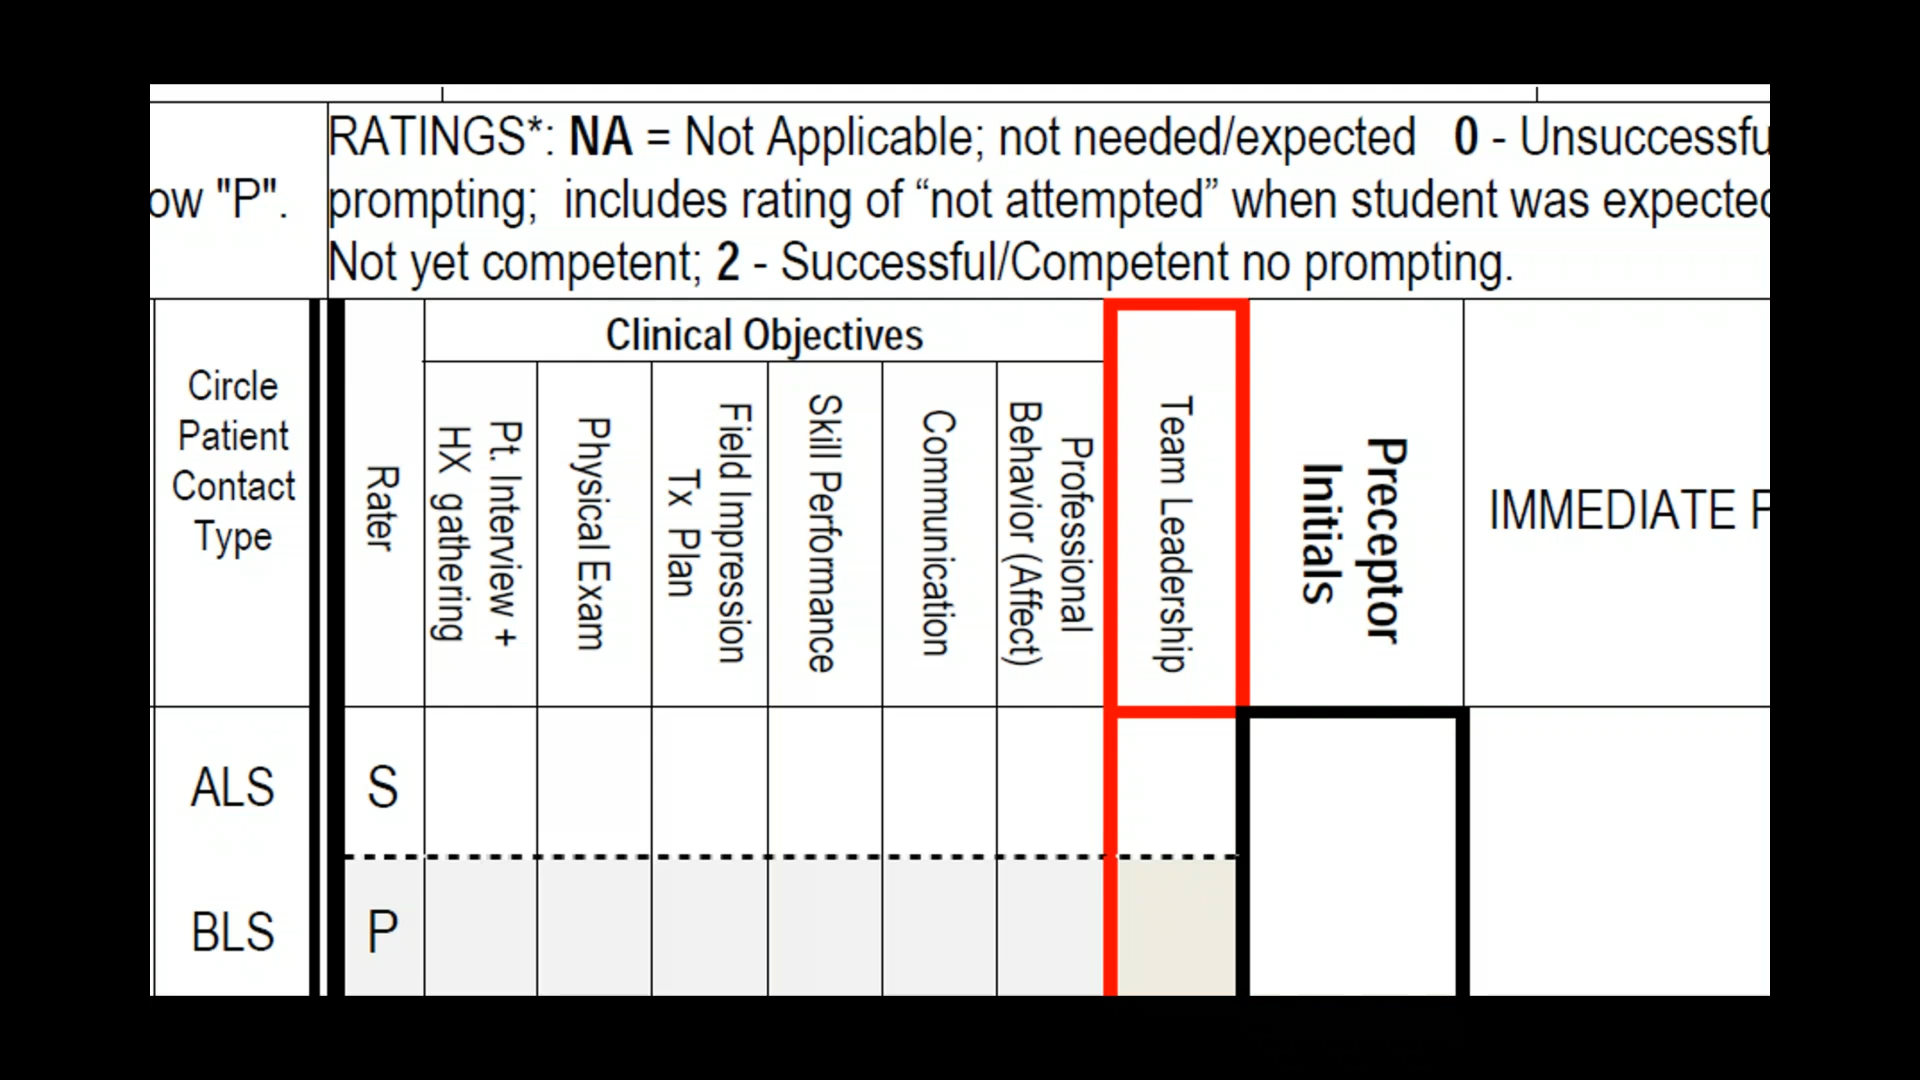 RATINGS*: NA = Not Applicable; not needed/expected 0 - Unsuccessfu
ow "P". prompting; includes rating of “not attempted” when student was expected
Not yet competent; 2 - Successful/Competent no prompting.
Circle
Patient
Contact
Type
Rater
Clinical Objectives
Pt. Interview +
HX gathering
Physical Exam
Field Impression
Tx Plan
Skill Performance
Communication
Professional
Behavior (Affect)
Team Leadership
Preceptor
Initials
IMMEDIATE F
ALS S
BLS P